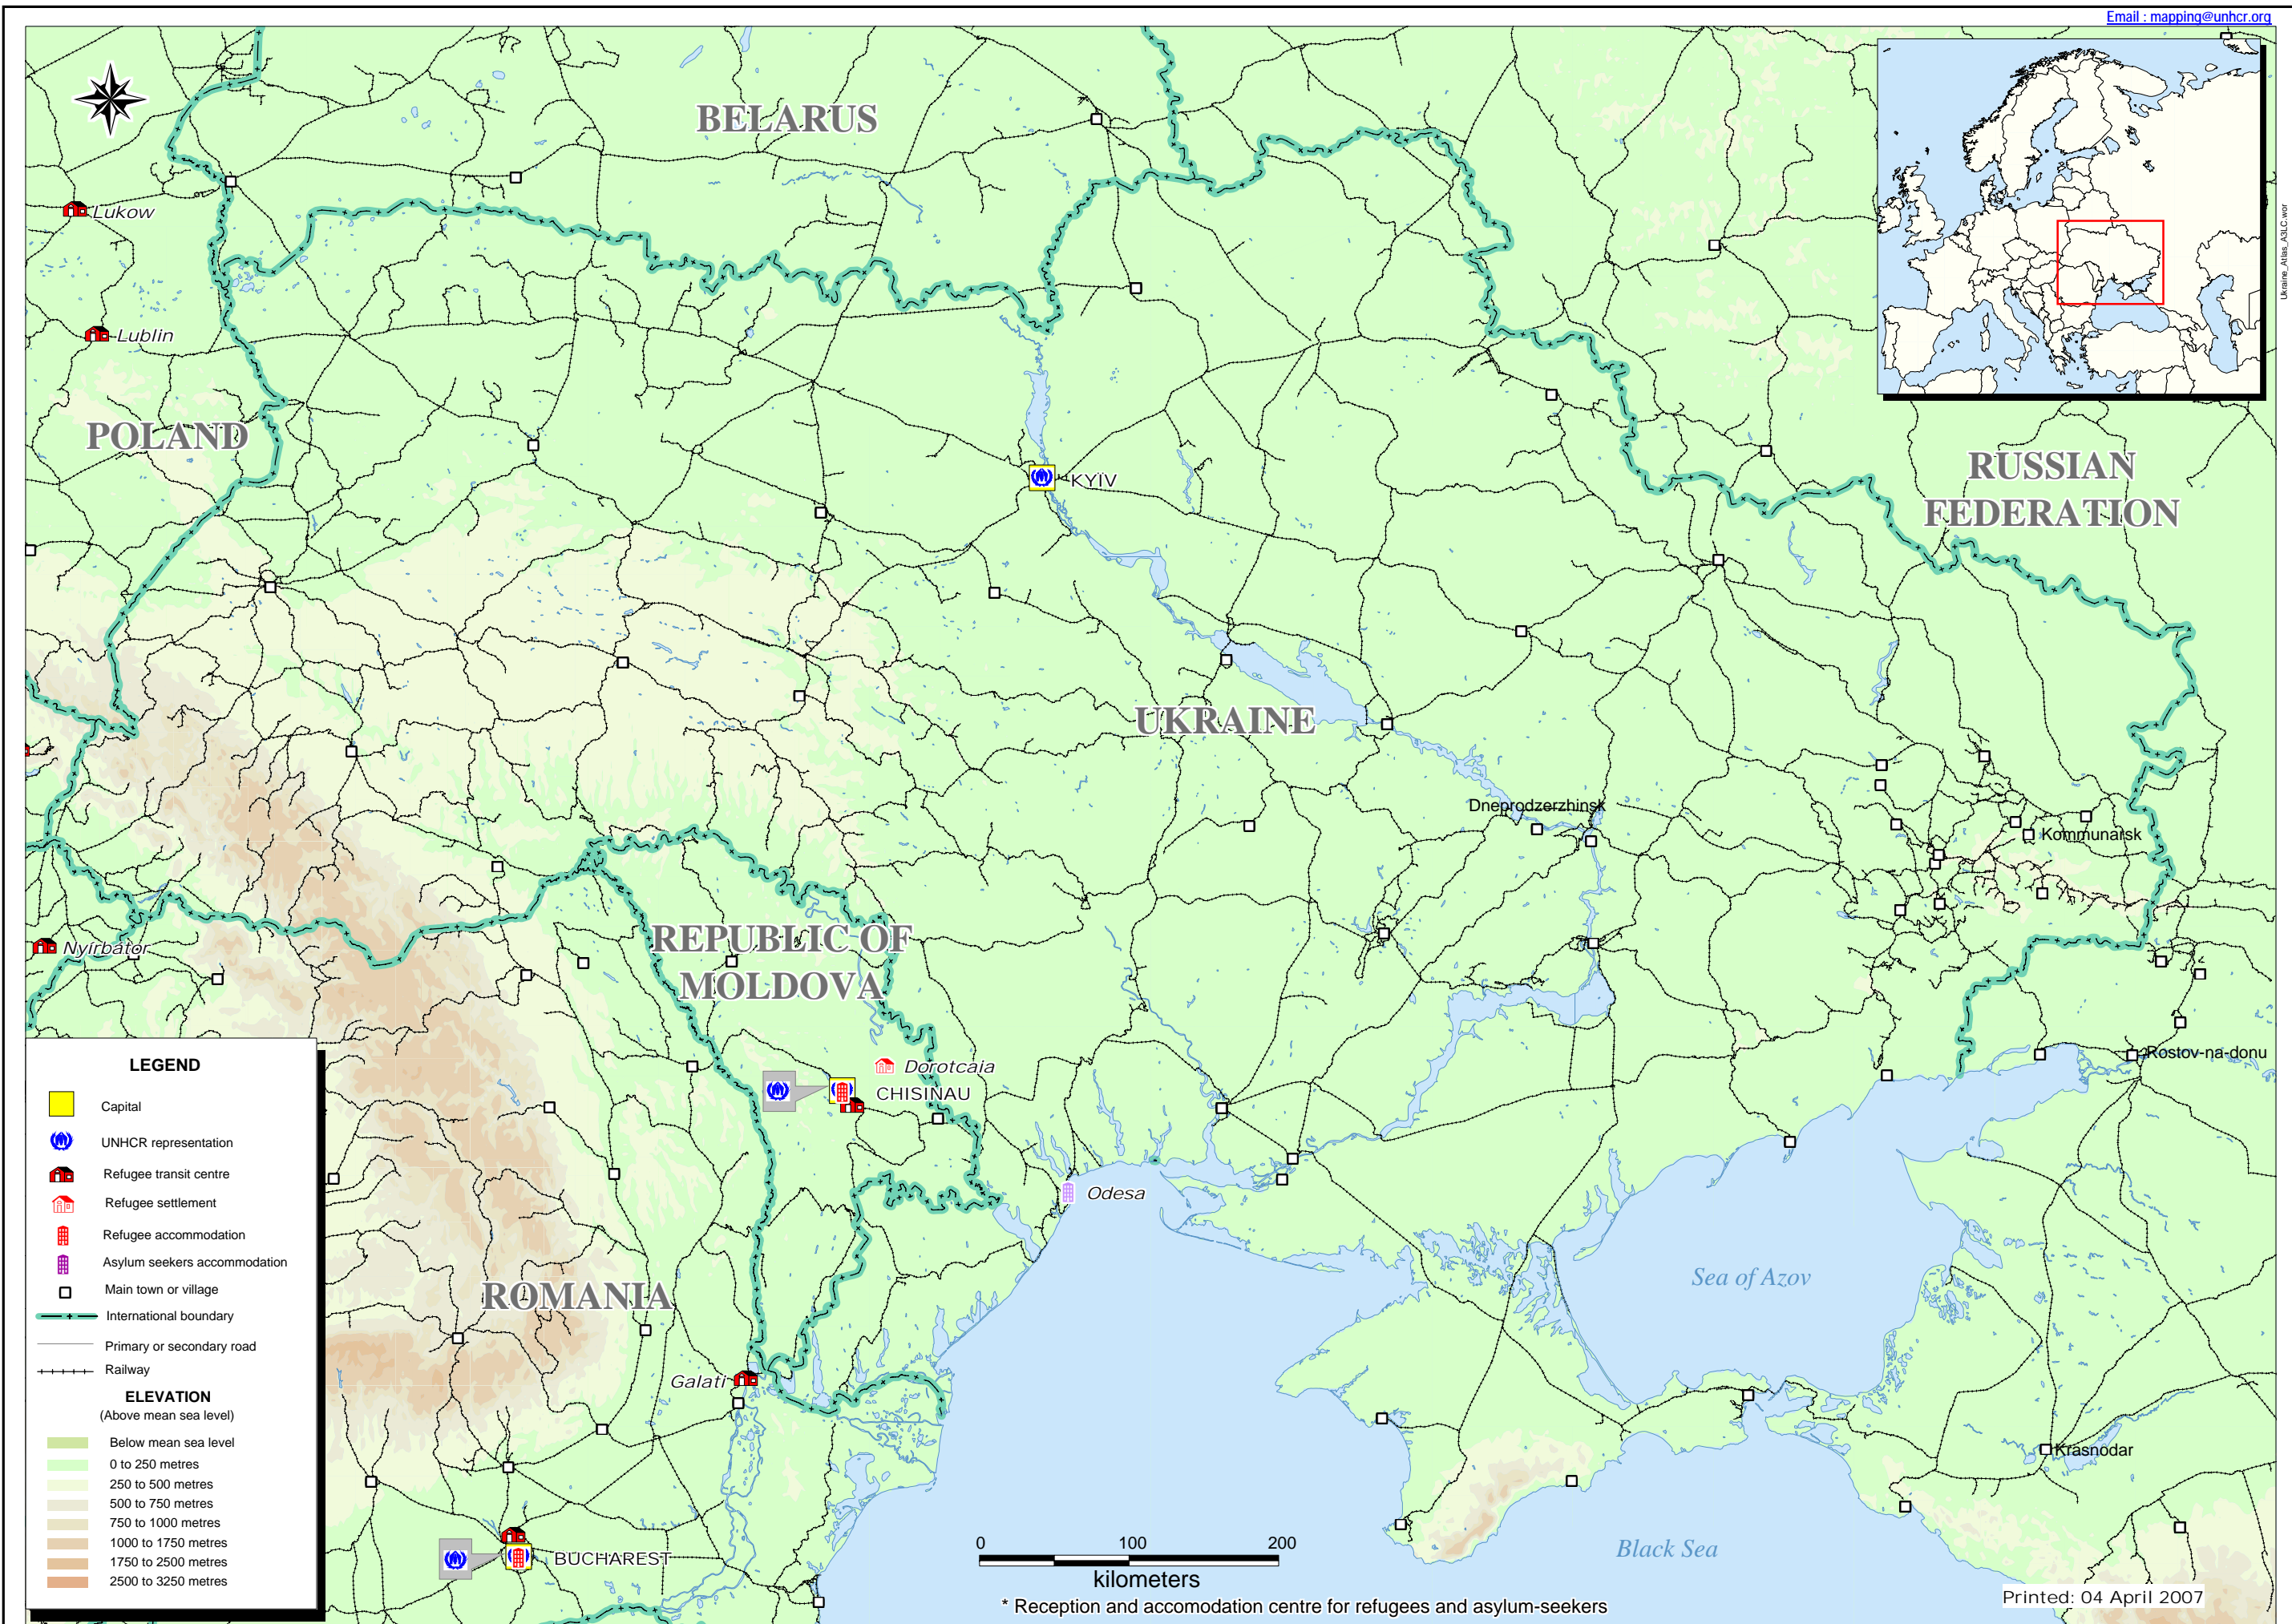 Email : mapping@unhcr.org
Ukraine_Atlas_A3LC.wor
BELARUS
Lukow
Lublin
POLAND
KYÏV
RUSSIAN
FEDERATION
UKRAINE
Dneprodzerzhinsk
Kommunarsk
REPUBLIC OF
MOLDOVA
Nyírbátor
Dorotcaia
CHISINAU
Rostov-na-donu
Odesa
Sea of Azov
ROMANIA
Galati
Krasnodar
Black Sea
BUCHAREST
LEGEND
Capital
UNHCR representation
Refugee transit centre
Refugee settlement
Refugee accommodation
Asylum seekers accommodation
Main town or village
International boundary
Primary or secondary road
Railway
ELEVATION
(Above mean sea level)
Below mean sea level
0 to 250 metres
250 to 500 metres
500 to 750 metres
750 to 1000 metres
1000 to 1750 metres
1750 to 2500 metres
2500 to 3250 metres
0 100 200
kilometers
* Reception and accomodation centre for refugees and asylum-seekers
Printed: 04 April 2007